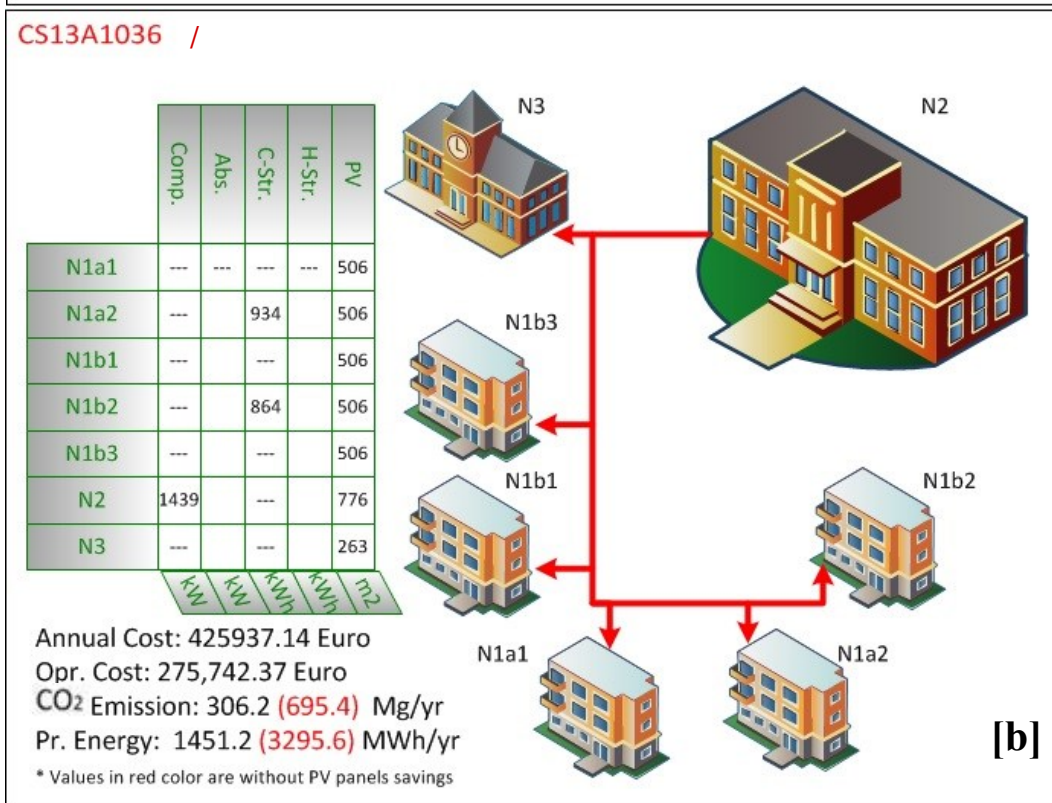 CS13A1036 /
N3
N2
Comp. Abs. C-Str. H-Str. PV
N1a1 --- --- --- --- 506
N1a2 --- 934 506
N1b1 --- --- 506
N1b2 --- 864 506
N1b3 --- --- 506
N2 1439 --- 776
N3 --- --- 263
kW kW kWh kWh m2
N1b3
N1b1
N1b2
N1a1
N1a2
Annual Cost: 425937.14 Euro
Opr. Cost: 275,742.37 Euro
CO2 Emission: 306.2 (695.4) Mg/yr
Pr. Energy: 1451.2 (3295.6) MWh/yr
* Values in red color are without PV panels savings
[b]